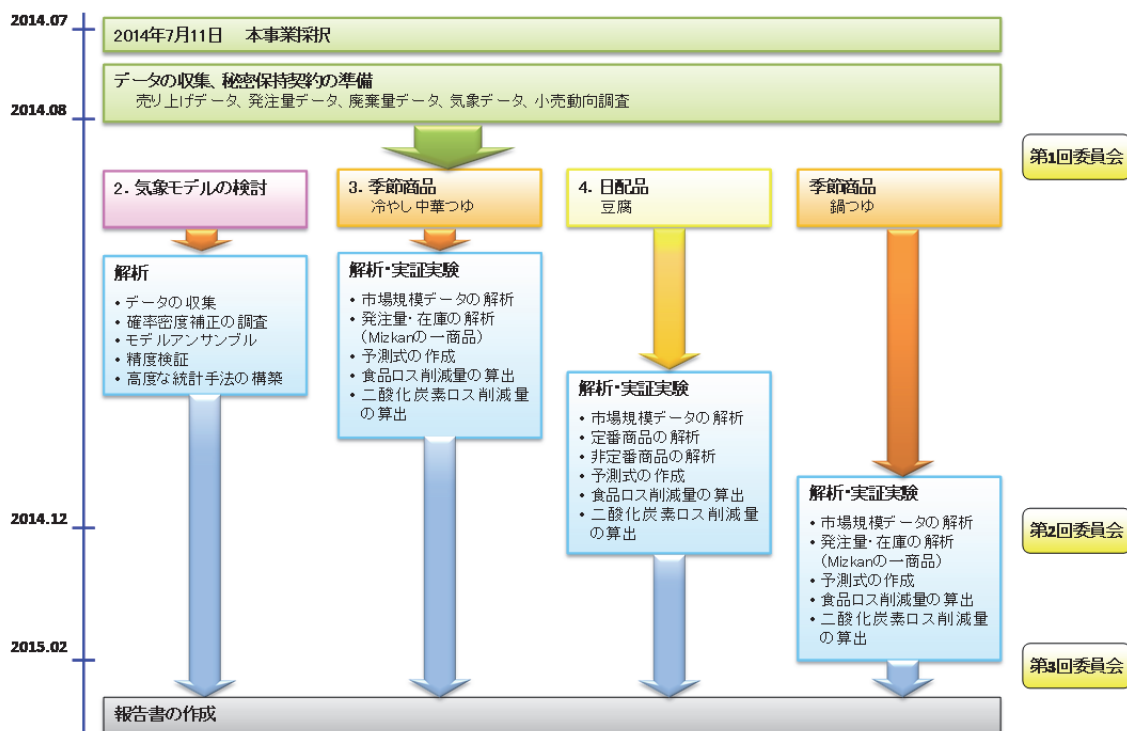 2014.07
2014年7月11日　本事業採択
データの収集、秘密保持契約の準備
売り上げデータ、発注量データ、廃棄量データ、気象データ、小売動向調査
2014.08
第1回委員会
2. 気象モデルの検討
3. 季節商品
冷やし中華つゆ
4. 日配品
豆腐
季節商品
鍋つゆ
解析
• データの収集
• 確率密度補正の調査
• モデルアンサンブル
• 精度検証
• 高度な統計手法の構築
解析・実証実験
• 市場規模データの解析
• 発注量・在庫の解析
(Mizkanの一商品)
• 予測式の作成
• 食品ロス削減量の算出
• 二酸化炭素ロス削減量
の算出
解析・実証実験
• 市場規模データの解析
• 定番商品の解析
• 非定番商品の解析
• 予測式の作成
• 食品ロス削減量の算出
• 二酸化炭素ロス削減量
の算出
解析・実証実験
• 市場規模データの解析
• 発注量・在庫の解析
(Mizkanの一商品)
• 予測式の作成
• 食品ロス削減量の算出
• 二酸化炭素ロス削減量
の算出
2014.12
第2回委員会
2015.02
第3回委員会
報告書の作成